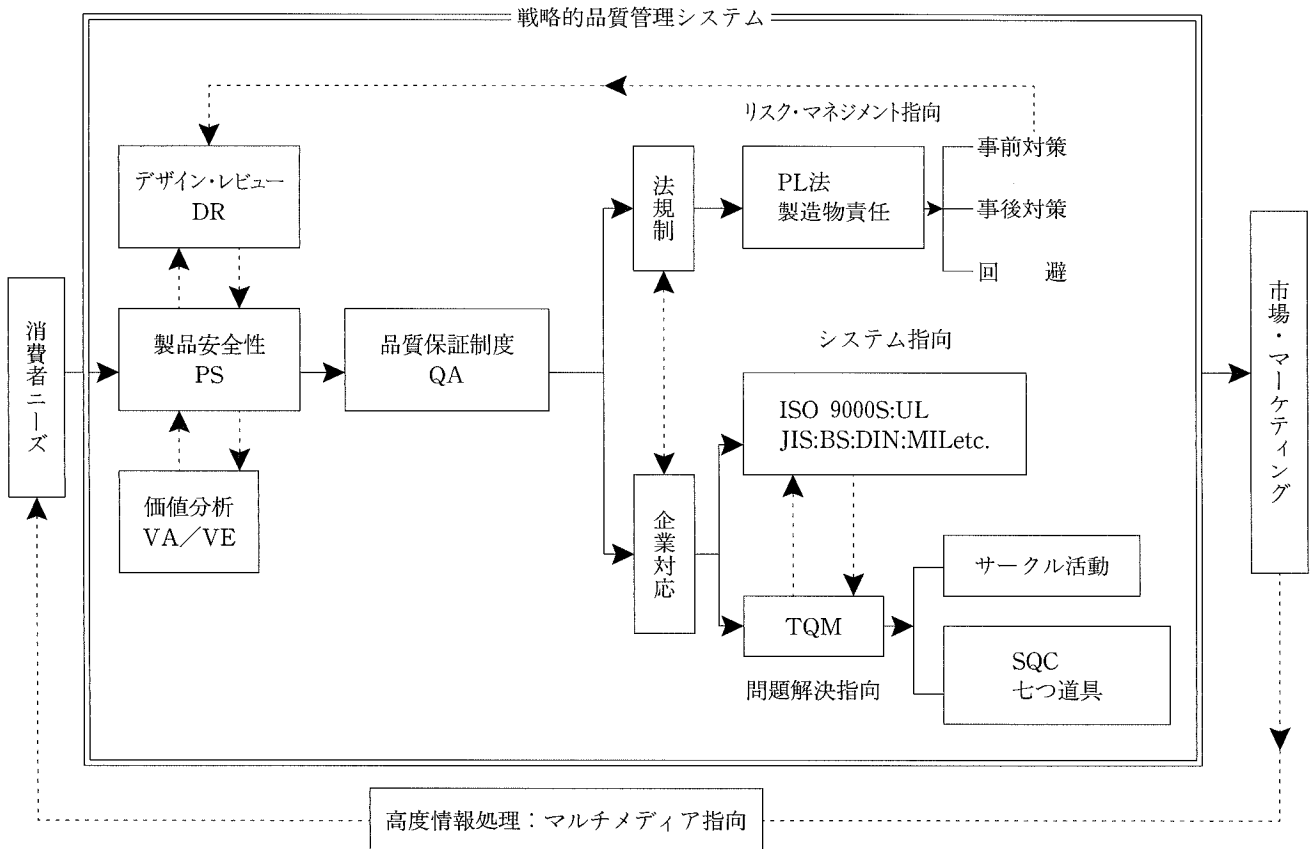 戦略的品質管理システム
リスク・マネジメント指向
デザイン・レビュー
DR
法規制
PL法
製造物責任
事前対策
事後対策
回　避
消費者ニーズ
製品安全性
PS
品質保証制度
QA
システム指向
ISO 9000S:UL
JIS:BS:DIN:MILetc.
価値分析
VA／VE
企業対応
TQM
問題解決指向
サークル活動
SQC
七つ道具
市場・マーケティング
高度情報処理：マルチメディア指向